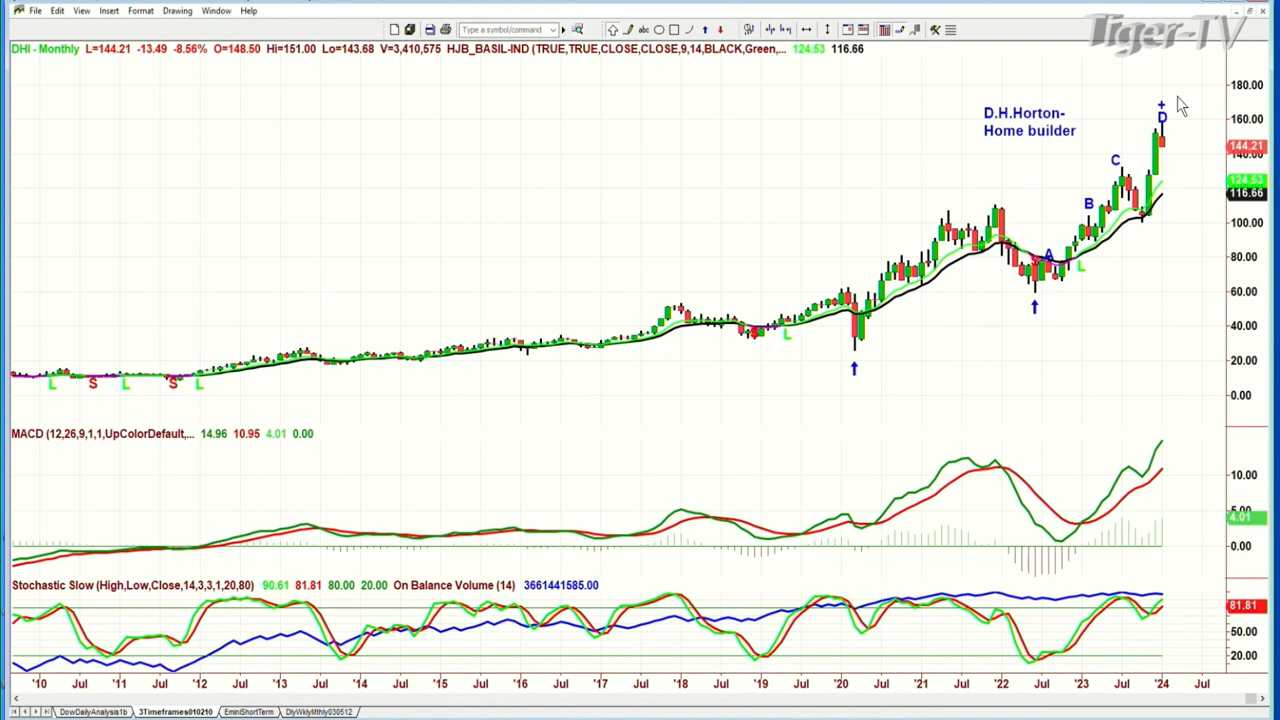 File Edit View Insert Format Drawing Window Help
Type a symbol/command
Tiger-TV
DHI - Monthly L=144.21 -13.49 -8.56% O=148.50 Hi=151.00 Lo=143.68 V=3,410,575 HJB_BASIL-IND (TRUE,TRUE,CLOSE,CLOSE,9,14,BLACK,Green,... 124.53 116.66
180.00
D.H.Horton-
Home builder
+
D
160.00
144.21
140.00
C
124.53
116.66
B
100.00
A
80.00
S
L
60.00
40.00
S L
20.00
L S L S L
0.00
MACD (12,26,9,1,1,UpColorDefault,... 14.96 10.95 4.01 0.00
10.00
5.00
4.01
0.00
Stochastic Slow (High,Low,Close,14,3,3,1,20,80) 90.61 81.81 80.00 20.00 On Balance Volume (14) 3661441585.00
81.81
50.00
20.00
'10 Jul '11 Jul '12 Jul '13 Jul '14 Jul '15 Jul '16 Jul '17 Jul '18 Jul '19 Jul '20 Jul '21 Jul '22 Jul '23 Jul '24 Jul
DowDailyAnalysis1b 3Timeframes010210 EminiShortTerm DlyWklyMthly030512